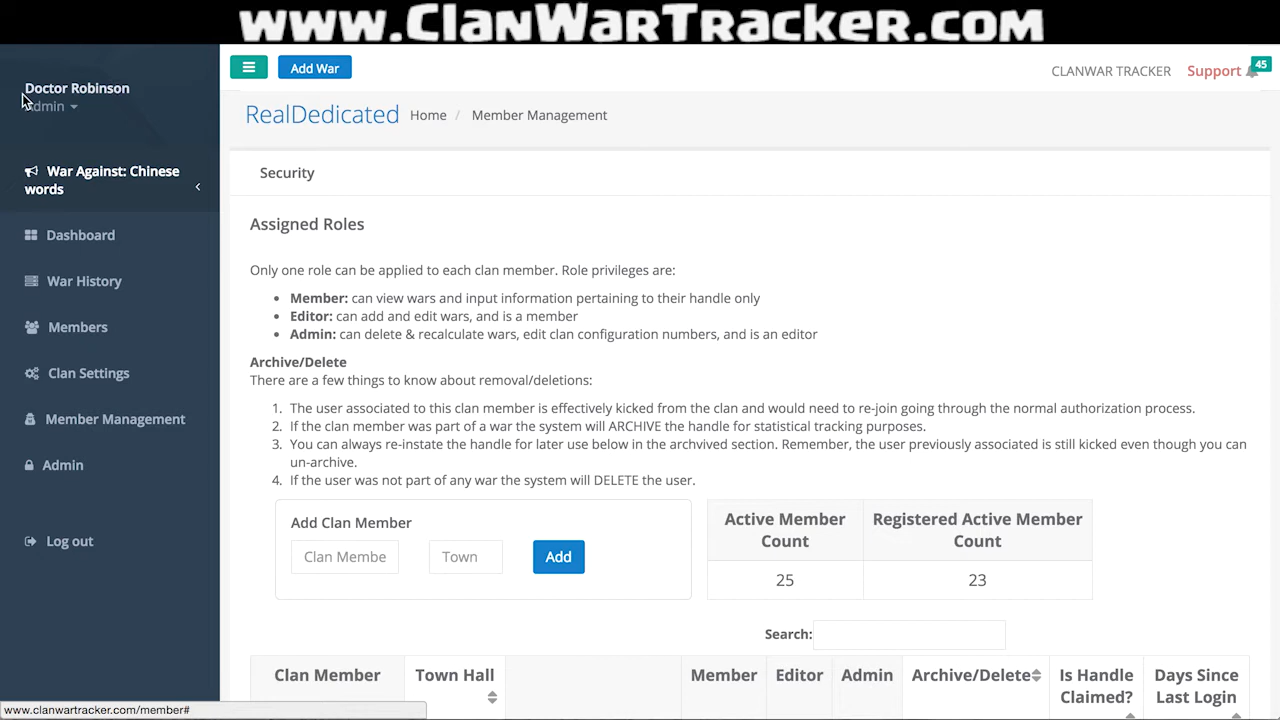 www.ClanWarTracker.com
Doctor Robinson
Admin
War Against: Chinese
words
Dashboard
War History
Members
Clan Settings
Member Management
Admin
Log out
Add War
CLANWAR TRACKER
Support
45
RealDedicated
Home / Member Management
Security
Assigned Roles
Only one role can be applied to each clan member. Role privileges are:
• Member: can view wars and input information pertaining to their handle only
• Editor: can add and edit wars, and is a member
• Admin: can delete & recalculate wars, edit clan configuration numbers, and is an editor
Archive/Delete
There are a few things to know about removal/deletions:
1. The user associated to this clan member is effectively kicked from the clan and would need to re-join going through the normal authorization process.
2. If the clan member was part of a war the system will ARCHIVE the handle for statistical tracking purposes.
3. You can always re-instate the handle for later use below in the archvived section. Remember, the user previously associated is still kicked even though you can
un-archive.
4. If the user was not part of any war the system will DELETE the user.
Add Clan Member
Clan Membe
Town
Add
Active Member
Count
Registered Active Member
Count
25
23
Search:
Clan Member
Town Hall
Member
Editor
Admin
Archive/Delete
Is Handle
Claimed?
Days Since
Last Login
www.clanwartracker.com/member#